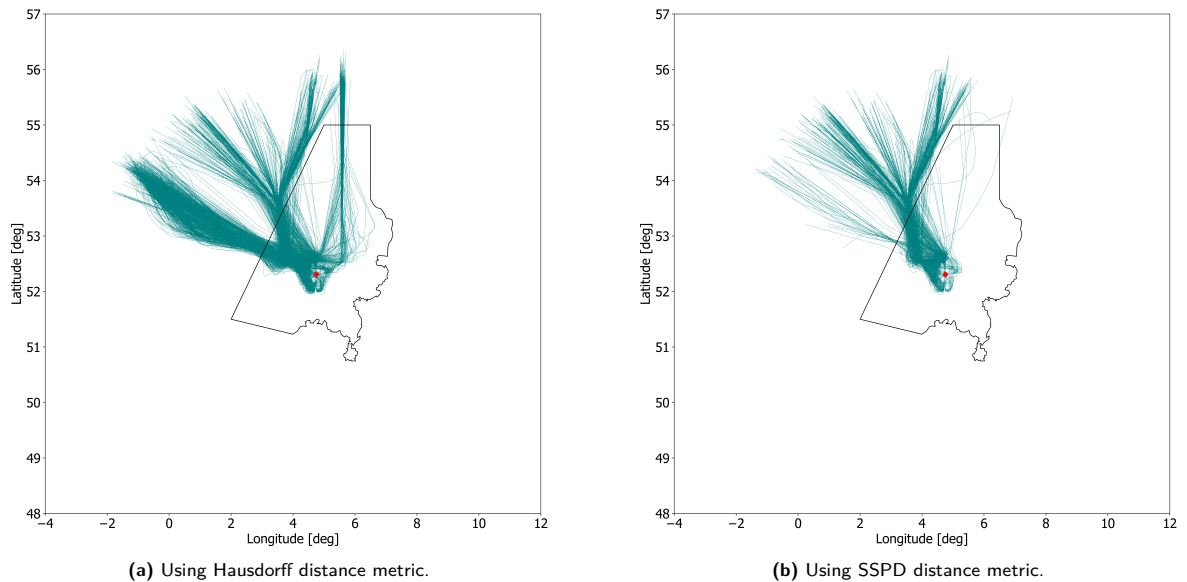 57
56
55
54
53
52
51
50
49
48
Latitude [deg]
−4 −2 0 2 4 6 8 10 12
Longitude [deg]
(a) Using Hausdorff distance metric.
57
56
55
54
53
52
51
50
49
48
Latitude [deg]
−4 −2 0 2 4 6 8 10 12
Longitude [deg]
(b) Using SSPD distance metric.